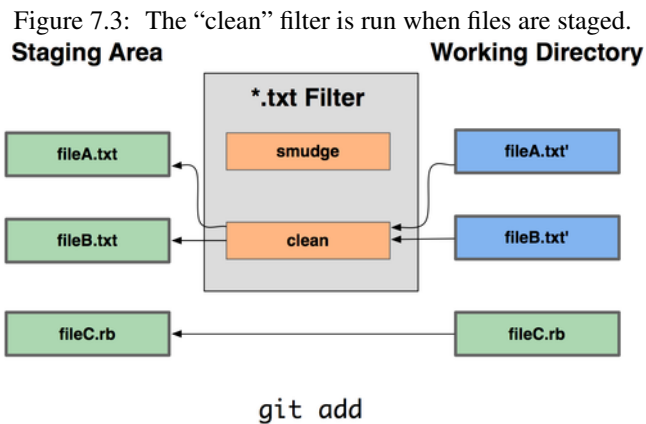 Figure 7.3: The “clean” filter is run when files are staged.
Staging Area
Working Directory
*.txt Filter
fileA.txt
smudge
fileA.txt'
fileB.txt
clean
fileB.txt'
fileC.rb
fileC.rb
git add